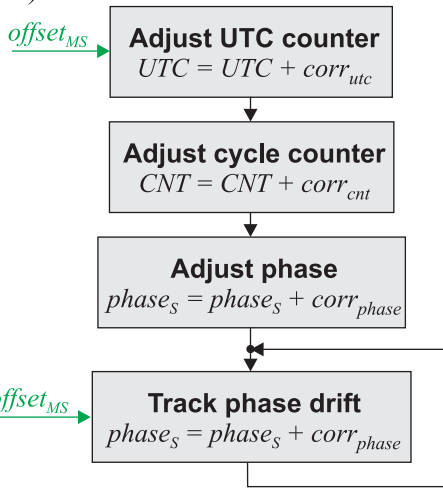 )
offset_MS
Adjust UTC counter
UTC = UTC + corr_utc
Adjust cycle counter
CNT = CNT + corr_cnt
Adjust phase
phase_S = phase_S + corr_phase
offset_MS
Track phase drift
phase_S = phase_S + corr_phase